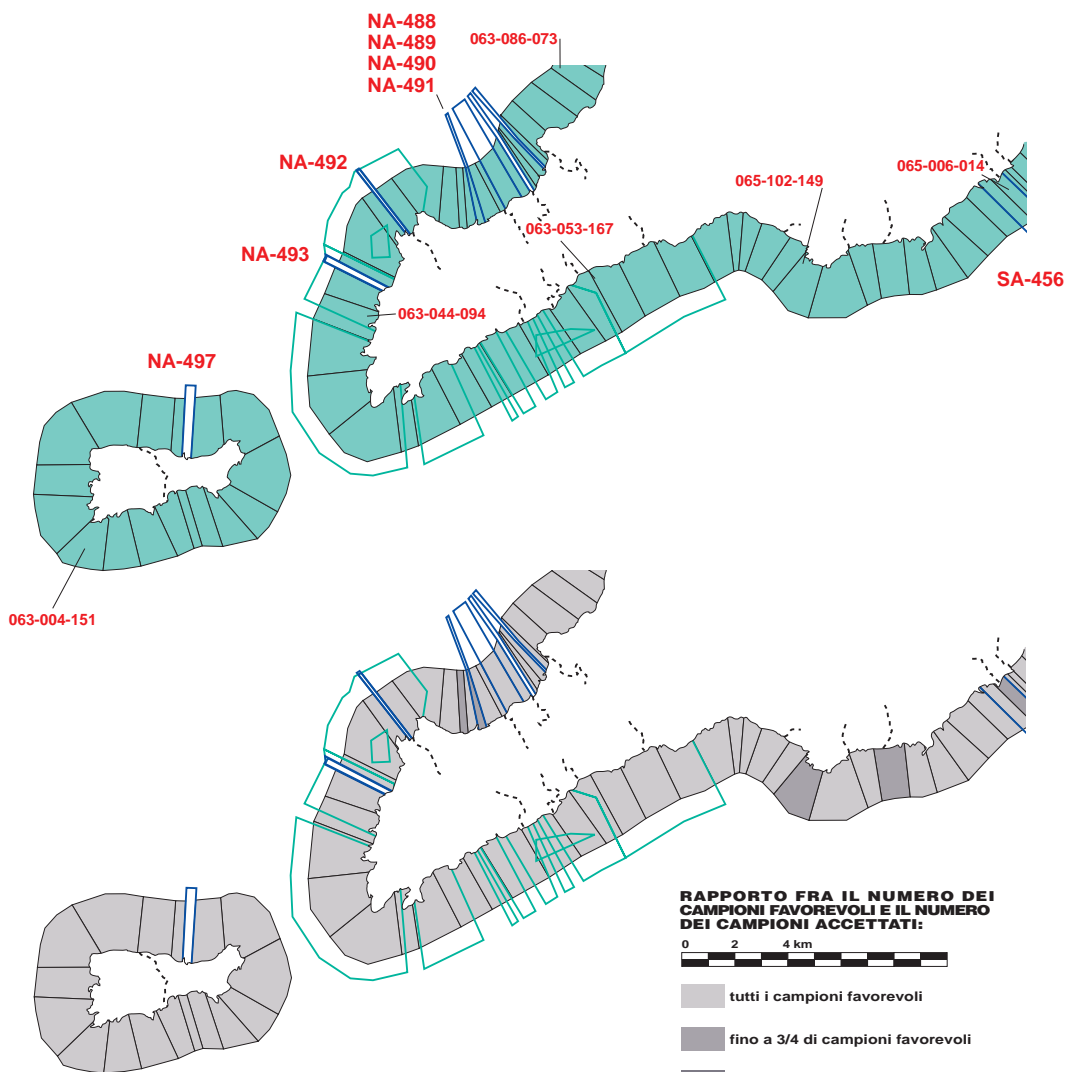 NA-488
NA-489
NA-490
NA-491
063-086-073
NA-492
065-006-014
065-102-149
063-053-167
NA-493
SA-456
063-044-094
NA-497
063-004-151
RAPPORTO FRA IL NUMERO DEI
CAMPIONI FAVOREVOLI E IL NUMERO
DEI CAMPIONI ACCETTATI:
0 2 4 km
tutti i campioni favorevoli
fino a 3/4 di campioni favorevoli